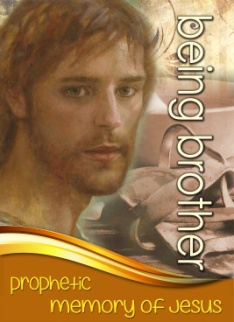 being brother
prophetic
memory of Jesus